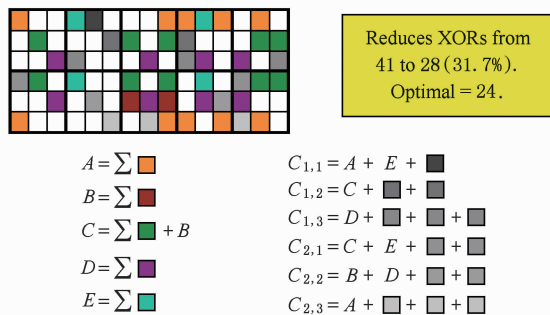 Reduces XORs from
41 to 28 (31.7%).
Optimal = 24.
A = ∑
B = ∑
C = ∑ + B
D = ∑
E = ∑
C1,1 = A + E +
C1,2 = C + +
C1,3 = D + + +
C2,1 = C + E + +
C2,2 = B + D + +
C2,3 = A + + +